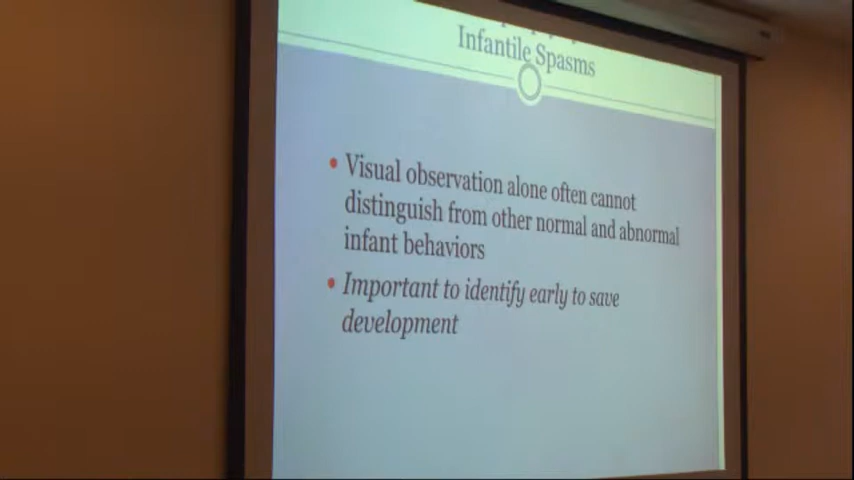 Infantile Spasms
• Visual observation alone often cannot
distinguish from other normal and abnormal
infant behaviors
• Important to identify early to save
development